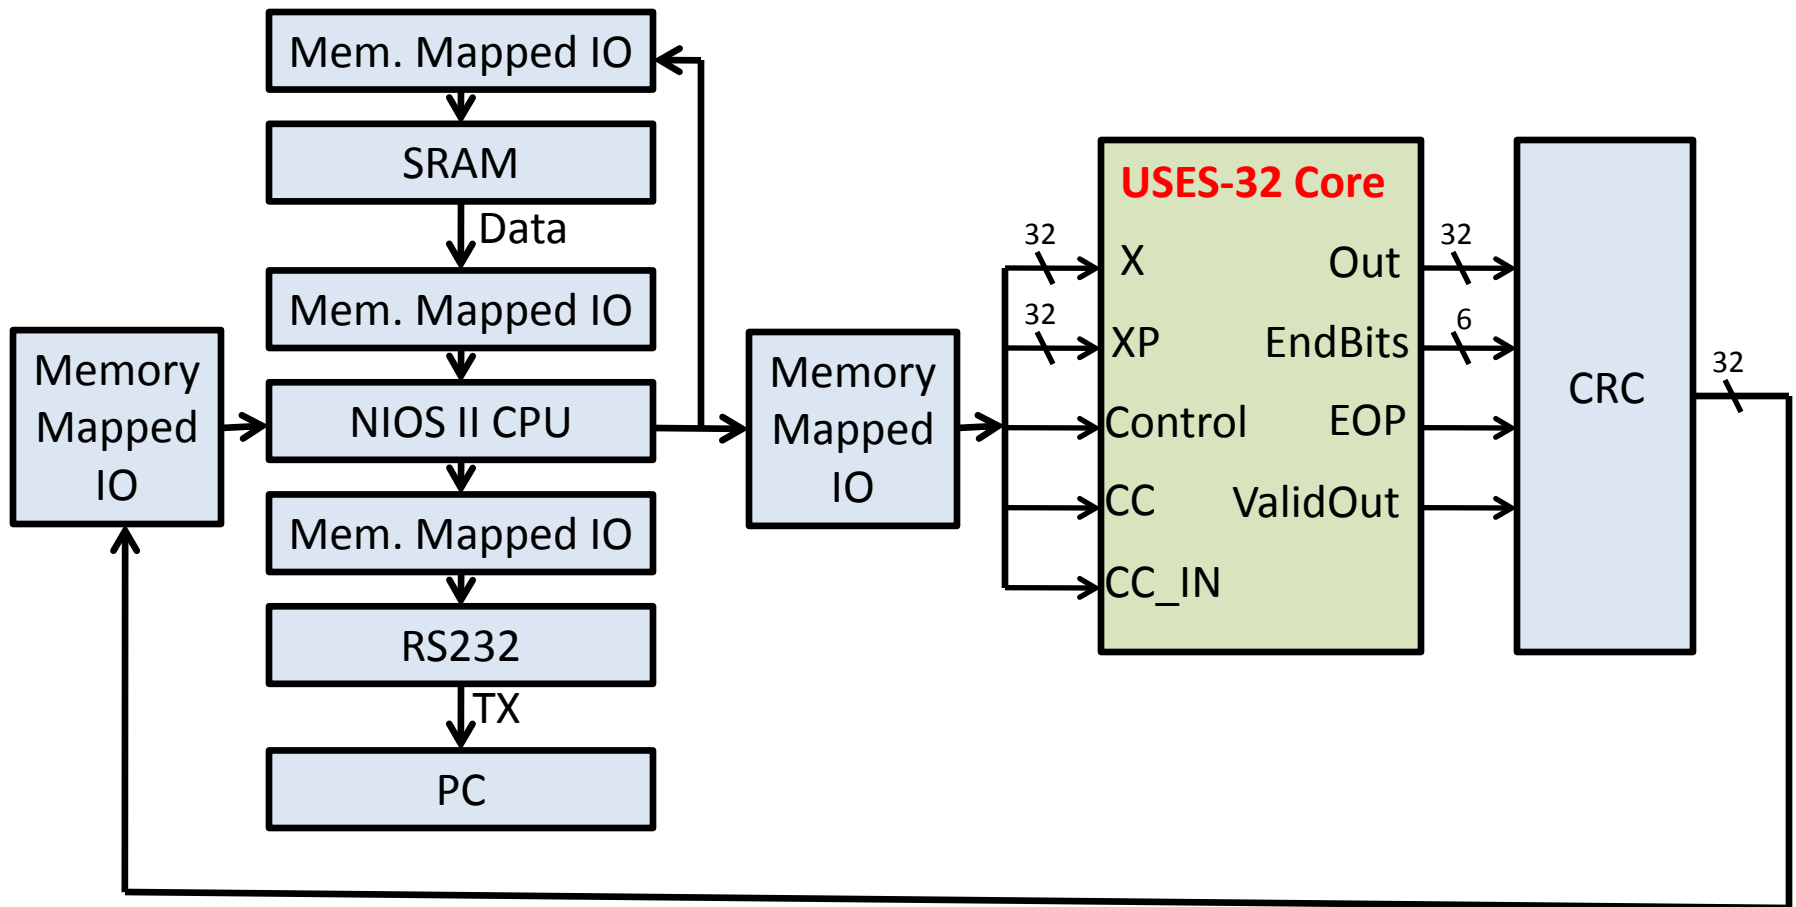 Mem. Mapped IO
SRAM
Data
Mem. Mapped IO
NIOS II CPU
Mem. Mapped IO
RS232
TX
PC
Memory
Mapped
IO
Memory
Mapped
IO
USES-32 Core
32
X
Out
32
32
XP
EndBits
6
Control
EOP
CC
ValidOut
CC_IN
CRC
32